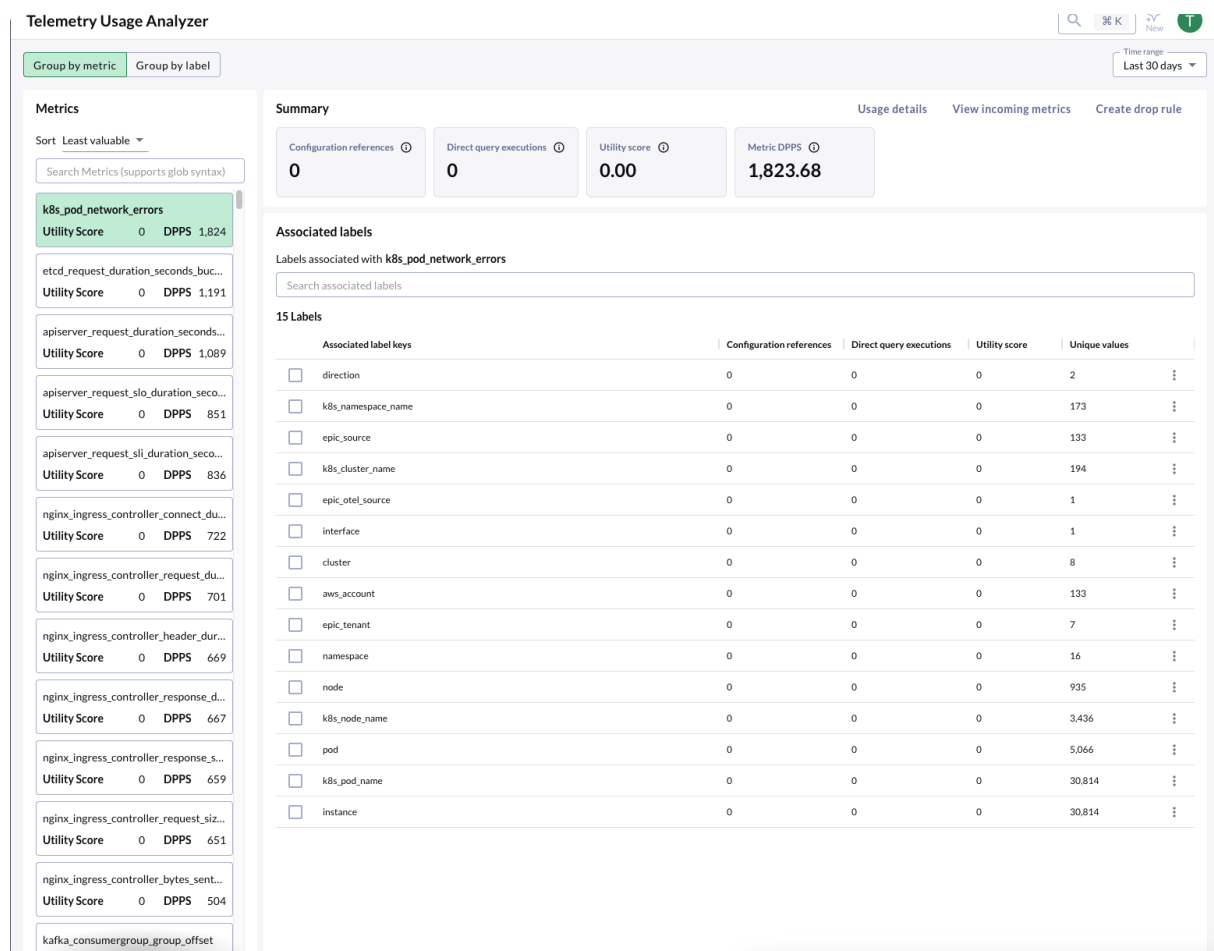 Telemetry Usage Analyzer
⌘ K
New
T
Group by metric
Group by label
Time range
Last 30 days
Metrics
Sort Least valuable
Search Metrics (supports glob syntax)
k8s_pod_network_errors
Utility Score 0 DPPS 1,824
etcd_request_duration_seconds_buc...
Utility Score 0 DPPS 1,191
apiserver_request_duration_seconds...
Utility Score 0 DPPS 1,089
apiserver_request_slo_duration_seco...
Utility Score 0 DPPS 851
apiserver_request_sli_duration_seco...
Utility Score 0 DPPS 836
nginx_ingress_controller_connect_du...
Utility Score 0 DPPS 722
nginx_ingress_controller_request_du...
Utility Score 0 DPPS 701
nginx_ingress_controller_header_dur...
Utility Score 0 DPPS 669
nginx_ingress_controller_response_d...
Utility Score 0 DPPS 667
nginx_ingress_controller_response_s...
Utility Score 0 DPPS 659
nginx_ingress_controller_request_siz...
Utility Score 0 DPPS 651
nginx_ingress_controller_bytes_sent...
Utility Score 0 DPPS 504
kafka_consumergroup_group_offset
Summary
Usage details View incoming metrics Create drop rule
Configuration references
0
Direct query executions
0
Utility score
0.00
Metric DPPS
1,823.68
Associated labels
Labels associated with k8s_pod_network_errors
Search associated labels
15 Labels
Associated label keys Configuration references Direct query executions Utility score Unique values
direction 0 0 0 2
k8s_namespace_name 0 0 0 173
epic_source 0 0 0 133
k8s_cluster_name 0 0 0 194
epic_otel_source 0 0 0 1
interface 0 0 0 1
cluster 0 0 0 8
aws_account 0 0 0 133
epic_tenant 0 0 0 7
namespace 0 0 0 16
node 0 0 0 935
k8s_node_name 0 0 0 3,436
pod 0 0 0 5,066
k8s_pod_name 0 0 0 30,814
instance 0 0 0 30,814